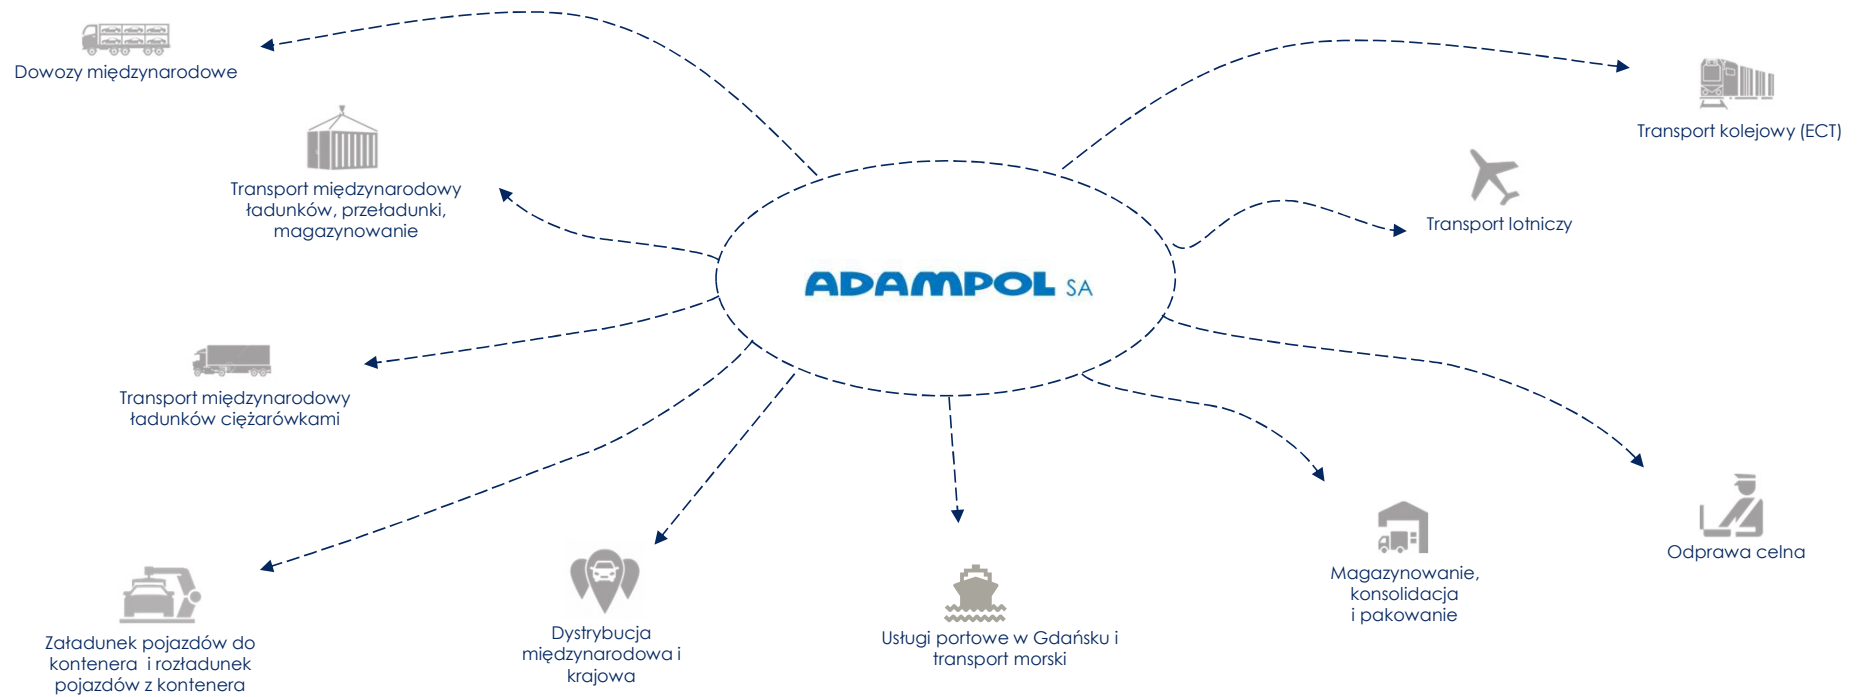 Dowozy międzynarodowe
Transport międzynarodowy
ładunków, przeładunki,
magazynowanie
Transport międzynarodowy
ładunków ciężarówkami
Załadunek pojazdów do
kontenera i rozładunek
pojazdów z kontenera
Dystrybucja
międzynarodowa i
krajowa
ADAMPOL SA
Usługi portowe w Gdańsku i
transport morski
Magazynowanie,
konsolidacja
i pakowanie
Odprawa celna
Transport lotniczy
Transport kolejowy (ECT)